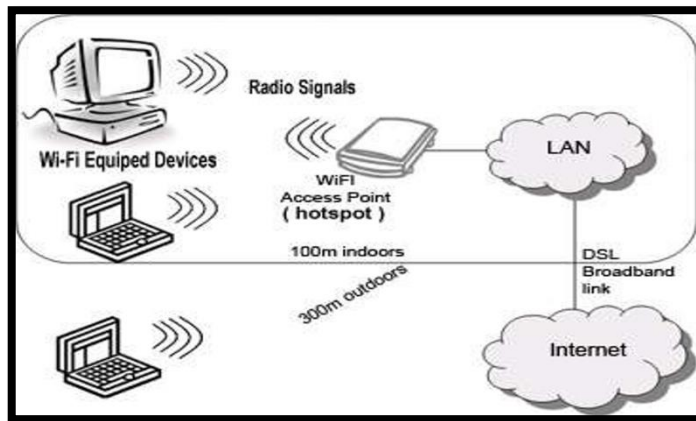 Radio Signals
Wi-Fi Equiped Devices
WiFI
Access Point
( hotspot )
LAN
100m indoors
300m outdoors
DSL
Broadband
link
Internet